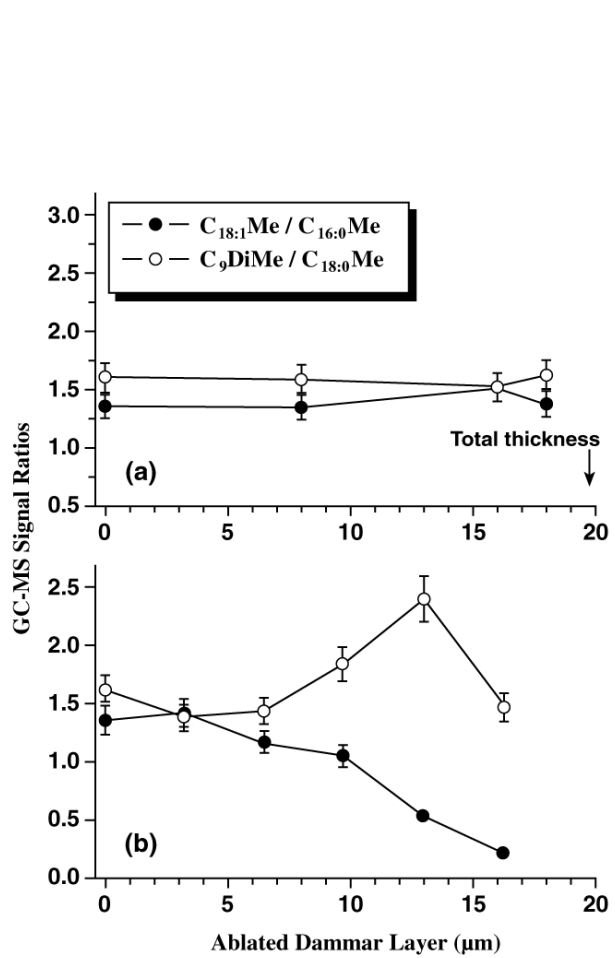 3.0
C18:1Me / C16:0Me
C9DiMe / C18:0Me
2.5
2.0
1.5
Total thickness
1.0
(a)
0.5
0 5 10 15 20
GC-MS Signal Ratios
2.5
2.0
1.5
1.0
0.5
(b)
0.0
0 5 10 15 20
Ablated Dammar Layer (µm)